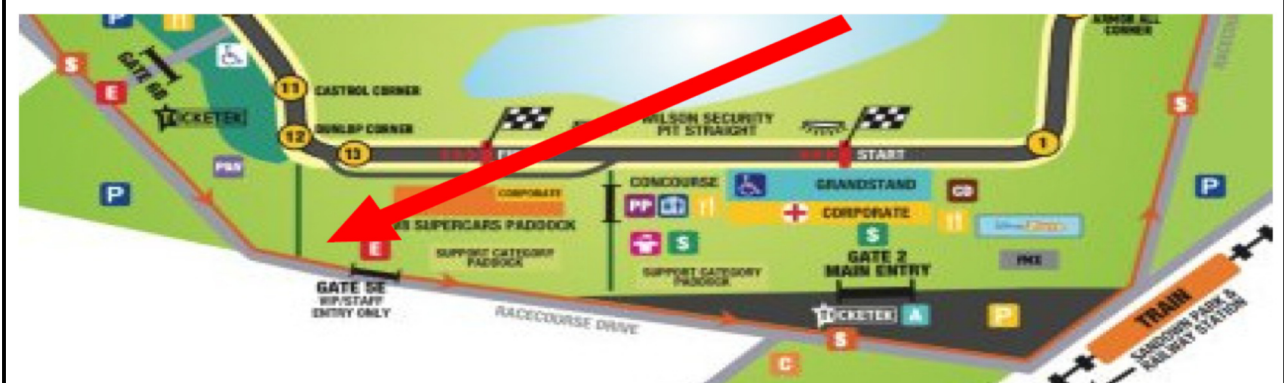 ARMOR ALL
CORNER
P
S
GATE 6B
E
11
CASTROL CORNER
TICKETEK
12
DUNLOP CORNER
13
WILSON SECURITY
PIT STRAIGHT
START
1
S
P
CORPORATE
CONCOURSE
GRANDSTAND
CD
P
PP
CORPORATE
SUPERCARS PADDOCK
E
SUPPORT CATEGORY
PADDOCK
S
SUPPORT CATEGORY
PADDOCK
S
GATE 2
MAIN ENTRY
GATE 5E
VIP/STAFF
ENTRY ONLY
RACECOURSE DRIVE
TICKETEK
A
P
S
C
TRAIN
SANDOWN PARK &
RAILWAY STATION